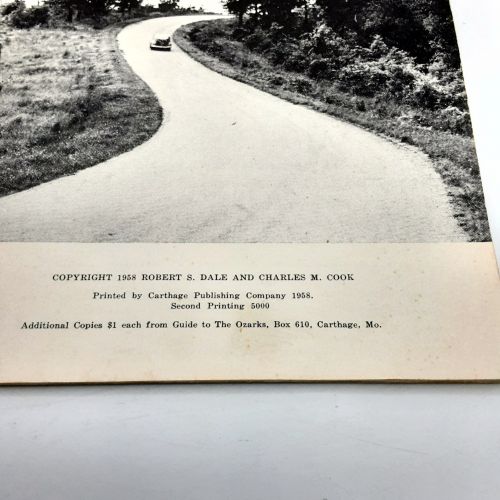 COPYRIGHT 1958 ROBERT S. DALE AND CHARLES M. COOK
Printed by Carthage Publishing Company 1958.
Second Printing 5000
Additional Copies $1 each from Guide to The Ozarks, Box 610, Carthage, Mo.